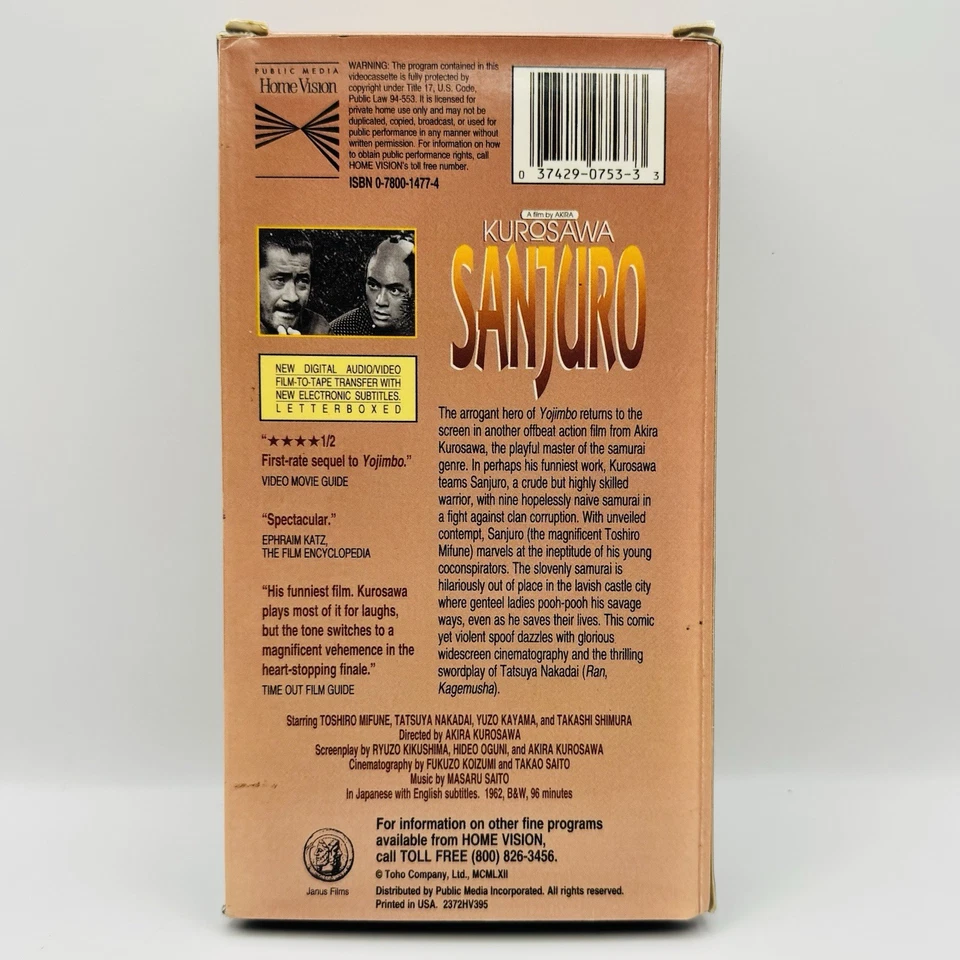 PUBLIC MEDIA
Home Vision
WARNING: The program contained in this
videocassette is fully protected by
copyright under Title 17, U.S. Code,
Public Law 94-553. It is licensed for
private home use only and may not be
duplicated, copied, broadcast, or used for
public performance in any manner without
written permission. For information on how
to obtain public performance rights, call
HOME VISION's toll free number.
ISBN 0-7800-1477-4
0 37429-0753-3 3
A film by AKIRA
KUROSAWA
SANJURO
NEW DIGITAL AUDIO/VIDEO
FILM-TO-TAPE TRANSFER WITH
NEW ELECTRONIC SUBTITLES.
LETTERBOXED
"★★★★1/2
First-rate sequel to Yojimbo."
VIDEO MOVIE GUIDE
"Spectacular."
EPHRAIM KATZ,
THE FILM ENCYCLOPEDIA
"His funniest film. Kurosawa
plays most of it for laughs,
but the tone switches to a
magnificent vehemence in the
heart-stopping finale."
TIME OUT FILM GUIDE
The arrogant hero of Yojimbo returns to the
screen in another offbeat action film from Akira
Kurosawa, the playful master of the samurai
genre. In perhaps his funniest work, Kurosawa
teams Sanjuro, a crude but highly skilled
warrior, with nine hopelessly naive samurai in
a fight against clan corruption. With unveiled
contempt, Sanjuro (the magnificent Toshiro
Mifune) marvels at the ineptitude of his young
coconspirators. The slovenly samurai is
hilariously out of place in the lavish castle city
where genteel ladies pooh-pooh his savage
ways, even as he saves their lives. This comic
yet violent spoof dazzles with glorious
widescreen cinematography and the thrilling
swordplay of Tatsuya Nakadai (Ran,
Kagemusha).
Starring TOSHIRO MIFUNE, TATSUYA NAKADAI, YUZO KAYAMA, and TAKASHI SHIMURA
Directed by AKIRA KUROSAWA
Screenplay by RYUZO KIKUSHIMA, HIDEO OGUNI, and AKIRA KUROSAWA
Cinematography by FUKUZO KOIZUMI and TAKAO SAITO
Music by MASARU SAITO
In Japanese with English subtitles. 1962, B&W, 96 minutes
Janus Films
For information on other fine programs
available from HOME VISION,
call TOLL FREE (800) 826-3456.
© Toho Company, Ltd., MCMLXII
Distributed by Public Media Incorporated. All rights reserved.
Printed in USA. 2372HV395